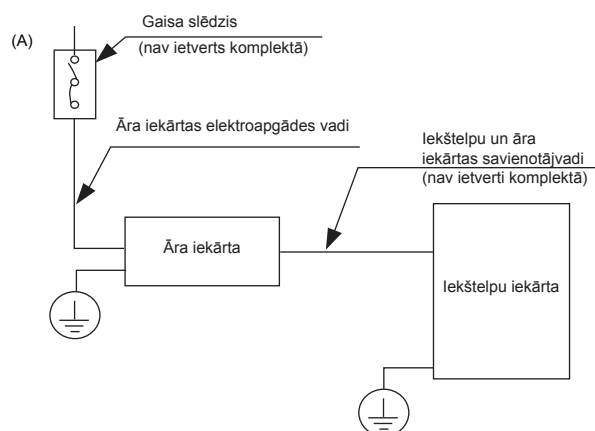 (A)
Gaisa slēdzis
(nav ietverts komplektā)
Āra iekārtas elektroapgādes vadi
Iekštelpu un āra
iekārtas savienotājvadi
(nav ietverti komplektā)
Āra iekārta
Iekštelpu iekārta